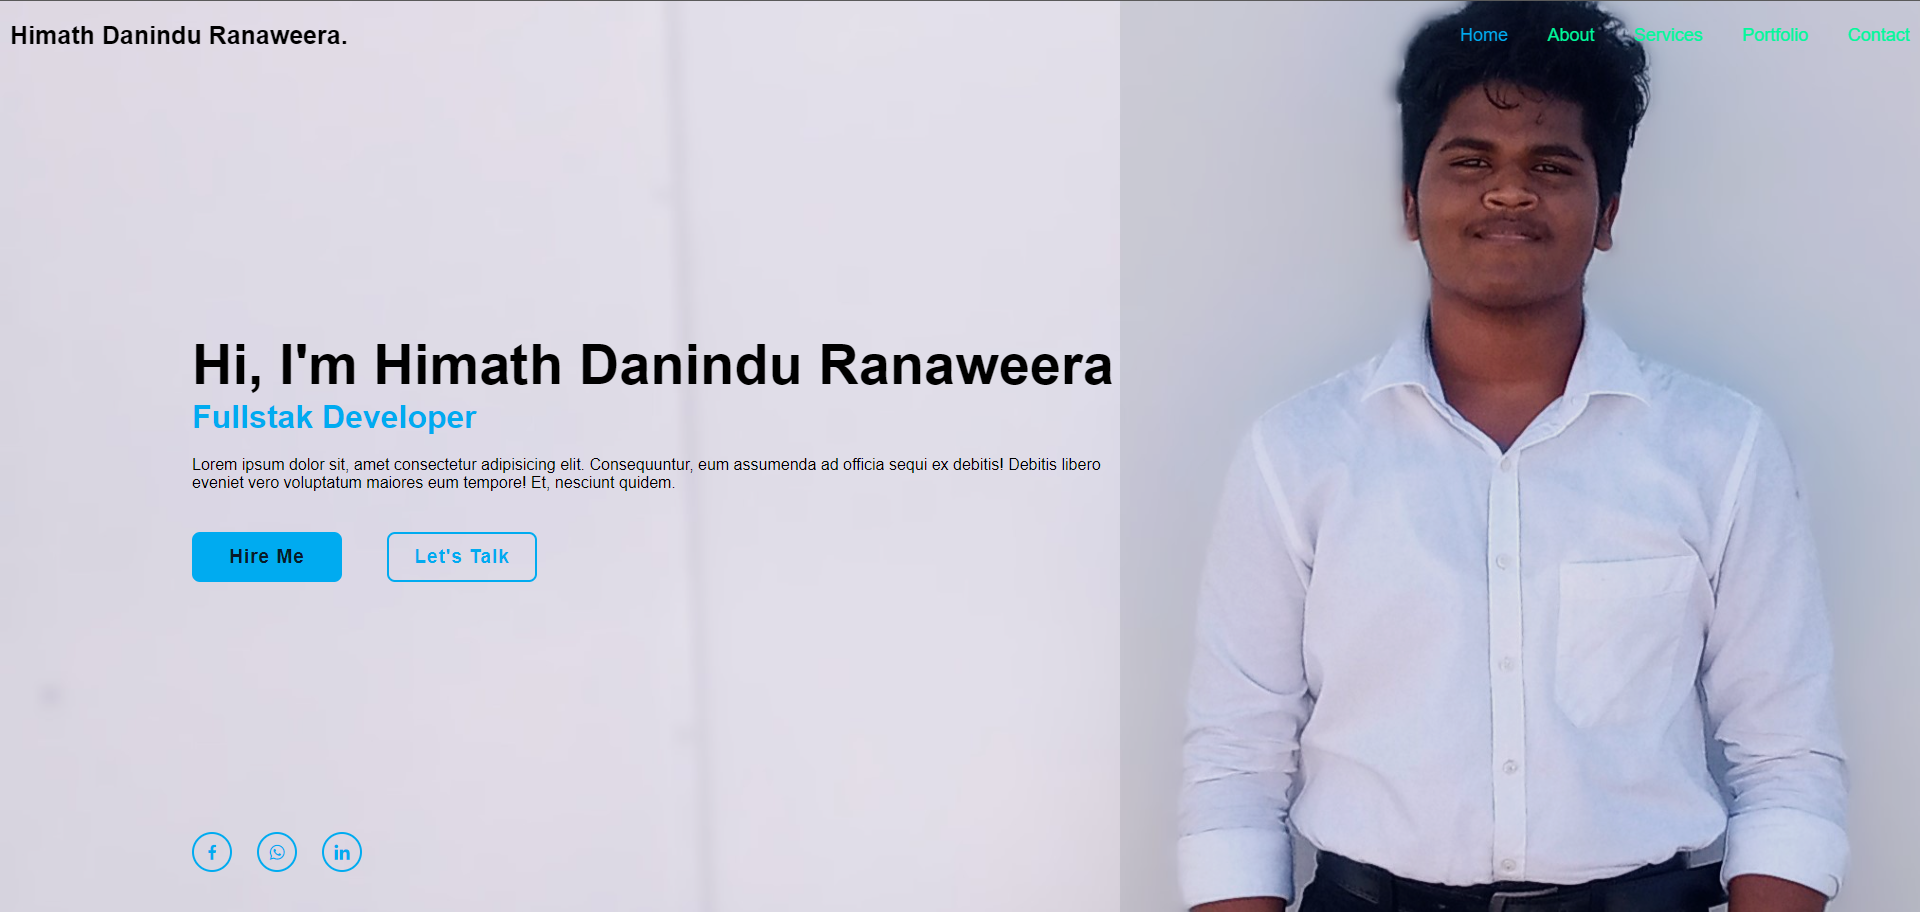 Himath Danindu Ranaweera.
Home About Services Portfolio Contact
Hi, I'm Himath Danindu Ranaweera
Fullstak Developer
Lorem ipsum dolor sit, amet consectetur adipisicing elit. Consequuntur, eum assumenda ad officia sequi ex debitis! Debitis libero
eveniet vero voluptatum maiores eum tempore! Et, nesciunt quidem.
Hire Me Let's Talk